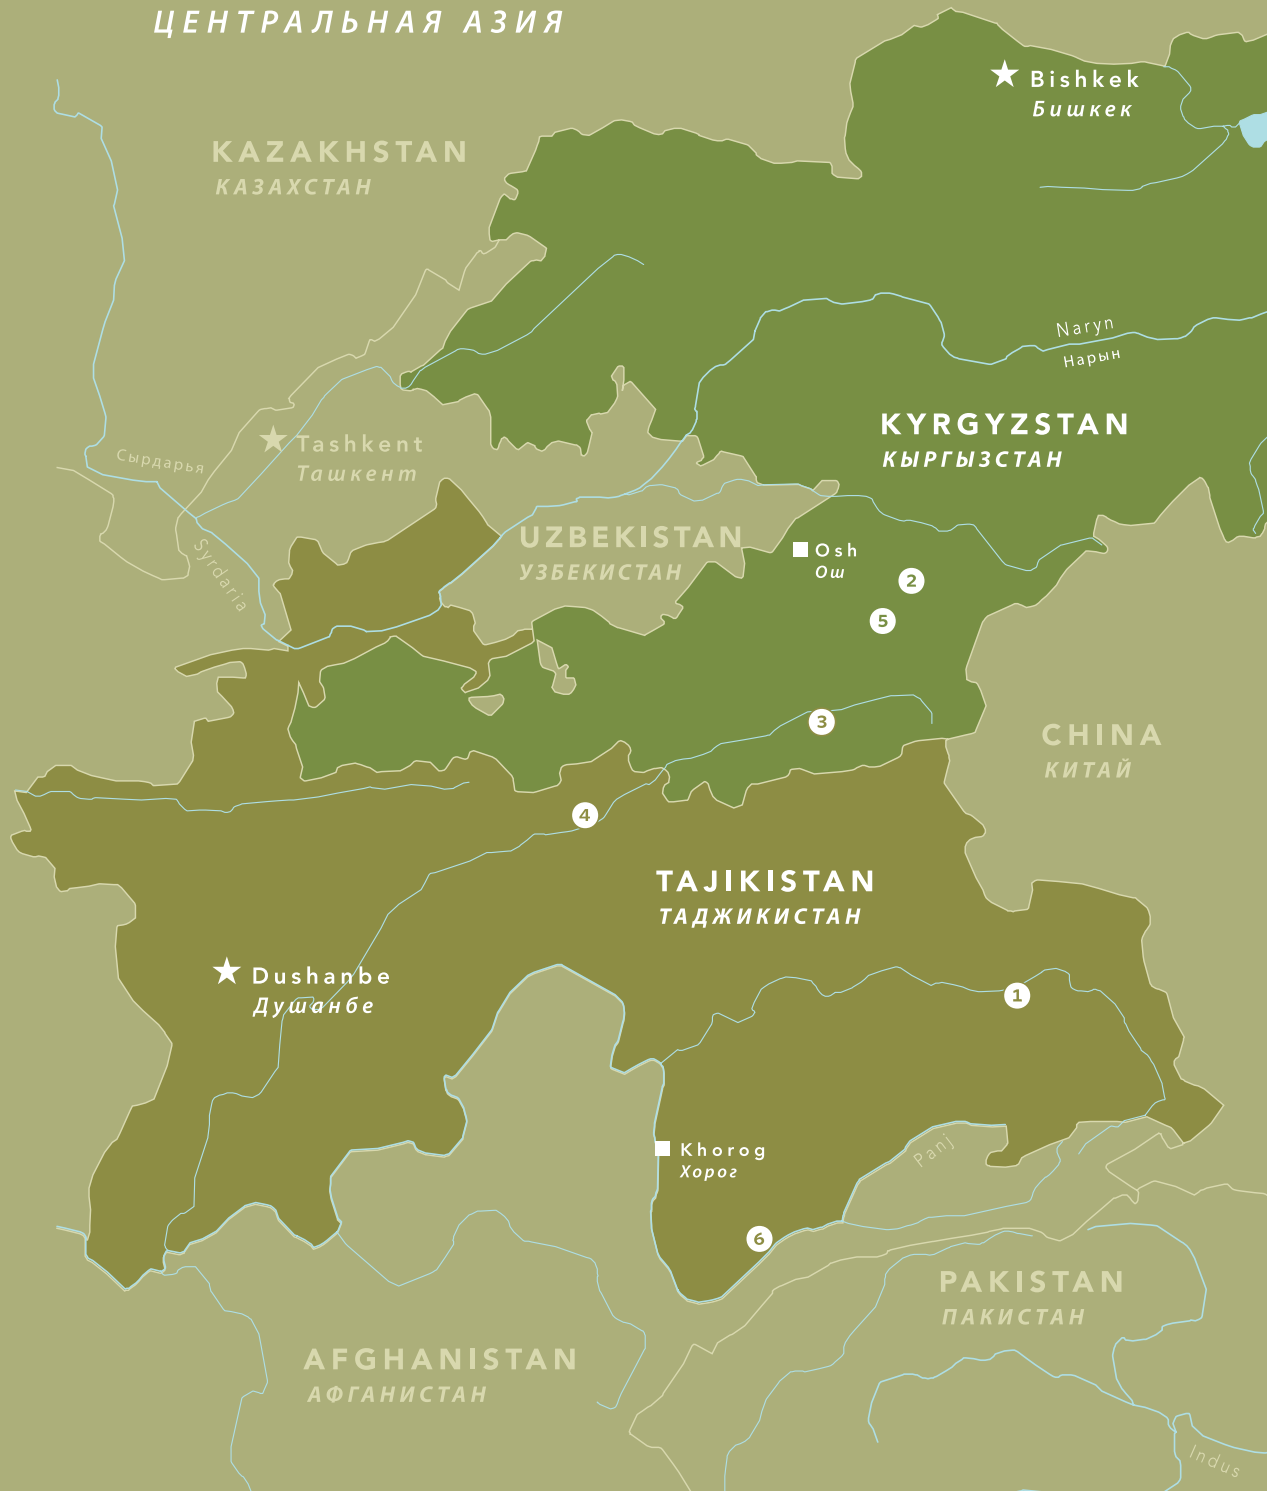 ЦЕНТРАЛЬНАЯ АЗИЯ
Bishkek
Бишкек
KAZAKHSTAN
КАЗАХСТАН
Naryn
Нарын
KYRGYZSTAN
КЫРГЫЗСТАН
Tashkent
Ташкент
Сырдарья
Syrdaria
UZBEKISTAN
УЗБЕКИСТАН
Osh
Ош
2
5
3
CHINA
КИТАЙ
4
TAJIKISTAN
ТАДЖИКИСТАН
Dushanbe
Душанбе
1
Khorog
Хорог
Panj
6
PAKISTAN
ПАКИСТАН
AFGHANISTAN
АФГАНИСТАН
Indus